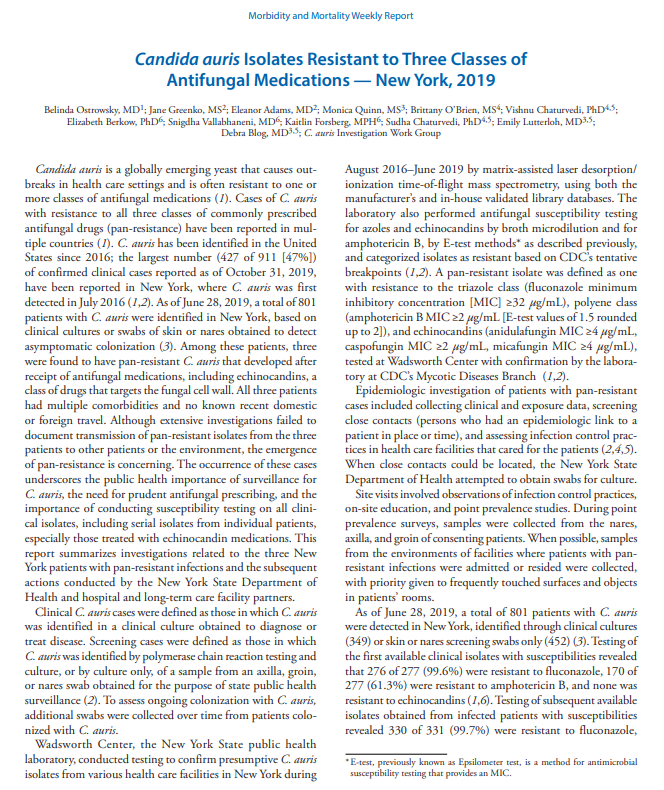 Morbidity and Mortality Weekly Report
Candida auris Isolates Resistant to Three Classes of
Antifungal Medications — New York, 2019
Belinda Ostrowsky, MD1; Jane Greenko, MS2; Eleanor Adams, MD2; Monica Quinn, MS3; Brittany O'Brien, MS4; Vishnu Chaturvedi, PhD4,5;
Elizabeth Berkow, PhD6; Snigdha Vallabhaneni, MD6; Kaitlin Forsberg, MPH6; Sudha Chaturvedi, PhD4,5; Emily Lutterloh, MD3,5;
Debra Blog, MD3,5; C. auris Investigation Work Group
Candida auris is a globally emerging yeast that causes out-
breaks in health care settings and is often resistant to one or
more classes of antifungal medications (1). Cases of C. auris
with resistance to all three classes of commonly prescribed
antifungal drugs (pan-resistance) have been reported in mul-
tiple countries (1). C. auris has been identified in the United
States since 2016; the largest number (427 of 911 [47%])
of confirmed clinical cases reported as of October 31, 2019,
have been reported in New York, where C. auris was first
detected in July 2016 (1,2). As of June 28, 2019, a total of 801
patients with C. auris were identified in New York, based on
clinical cultures or swabs of skin or nares obtained to detect
asymptomatic colonization (3). Among these patients, three
were found to have pan-resistant C. auris that developed after
receipt of antifungal medications, including echinocandins, a
class of drugs that targets the fungal cell wall. All three patients
had multiple comorbidities and no known recent domestic
or foreign travel. Although extensive investigations failed to
document transmission of pan-resistant isolates from the three
patients to other patients or the environment, the emergence
of pan-resistance is concerning. The occurrence of these cases
underscores the public health importance of surveillance for
C. auris, the need for prudent antifungal prescribing, and the
importance of conducting susceptibility testing on all clini-
cal isolates, including serial isolates from individual patients,
especially those treated with echinocandin medications. This
report summarizes investigations related to the three New
York patients with pan-resistant infections and the subsequent
actions conducted by the New York State Department of
Health and hospital and long-term care facility partners.
Clinical C. auris cases were defined as those in which C. auris
was identified in a clinical culture obtained to diagnose or
treat disease. Screening cases were defined as those in which
C. auris was identified by polymerase chain reaction testing and
culture, or by culture only, of a sample from an axilla, groin,
or nares swab obtained for the purpose of state public health
surveillance (2). To assess ongoing colonization with C. auris,
additional swabs were collected over time from patients colo-
nized with C. auris.
Wadsworth Center, the New York State public health
laboratory, conducted testing to confirm presumptive C. auris
isolates from various health care facilities in New York during
August 2016–June 2019 by matrix-assisted laser desorption/
ionization time-of-flight mass spectrometry, using both the
manufacturer's and in-house validated library databases. The
laboratory also performed antifungal susceptibility testing
for azoles and echinocandins by broth microdilution and for
amphotericin B, by E-test methods* as described previously,
and categorized isolates as resistant based on CDC's tentative
breakpoints (1,2). A pan-resistant isolate was defined as one
with resistance to the triazole class (fluconazole minimum
inhibitory concentration [MIC] ≥32 μg/mL), polyene class
(amphotericin B MIC ≥2 μg/mL [E-test values of 1.5 rounded
up to 2]), and echinocandins (anidulafungin MIC ≥4 μg/mL,
caspofungin MIC ≥2 μg/mL, micafungin MIC ≥4 μg/mL),
tested at Wadsworth Center with confirmation by the labora-
tory at CDC's Mycotic Diseases Branch (1,2).
Epidemiologic investigation of patients with pan-resistant
cases included collecting clinical and exposure data, screening
close contacts (persons who had an epidemiologic link to a
patient in place or time), and assessing infection control prac-
tices in health care facilities that cared for the patients (2,4,5).
When close contacts could be located, the New York State
Department of Health attempted to obtain swabs for culture.
Site visits involved observations of infection control practices,
on-site education, and point prevalence studies. During point
prevalence surveys, samples were collected from the nares,
axilla, and groin of consenting patients. When possible, samples
from the environments of facilities where patients with pan-
resistant infections were admitted or resided were collected,
with priority given to frequently touched surfaces and objects
in patients' rooms.
As of June 28, 2019, a total of 801 patients with C. auris
were detected in New York, identified through clinical cultures
(349) or skin or nares screening swabs only (452) (3). Testing of
the first available clinical isolates with susceptibilities revealed
that 276 of 277 (99.6%) were resistant to fluconazole, 170 of
277 (61.3%) were resistant to amphotericin B, and none was
resistant to echinocandins (1,6). Testing of subsequent available
isolates obtained from infected patients with susceptibilities
revealed 330 of 331 (99.7%) were resistant to fluconazole,
* E-test, previously known as Epsilometer test, is a method for antimicrobial
susceptibility testing that provides an MIC.